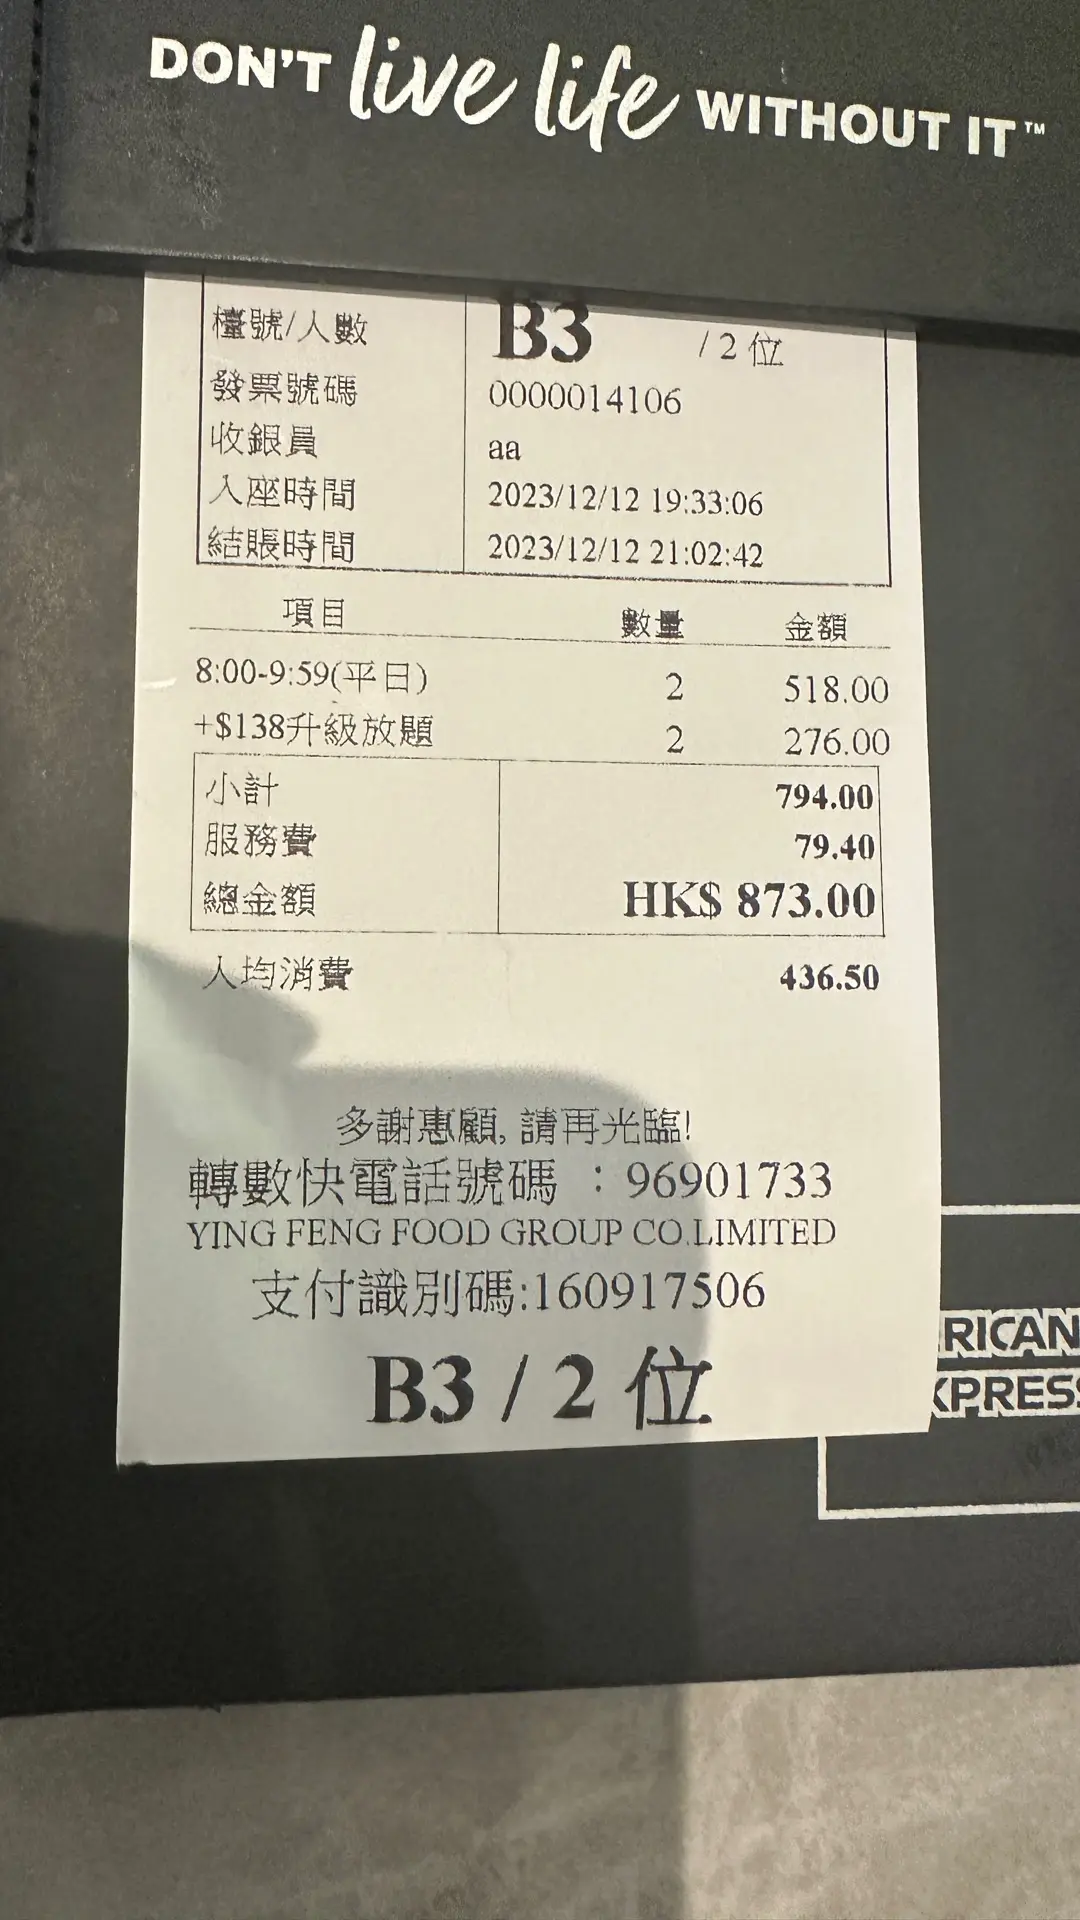 DON'T live life WITHOUT IT™
檯號/人數 B3 / 2 位
發票號碼 0000014106
收銀員 aa
入座時間 2023/12/12 19:33:06
結賬時間 2023/12/12 21:02:42
項目 數量 金額
8:00-9:59(平日) 2 518.00
+$138升級放題 2 276.00
小計 794.00
服務費 79.40
總金額 HK$ 873.00
人均消費 436.50
多謝惠顧, 請再光臨!
轉數快電話號碼 : 96901733
YING FENG FOOD GROUP CO.LIMITED
支付識別碼:160917506
B3 / 2 位
RICAN
XPRESS